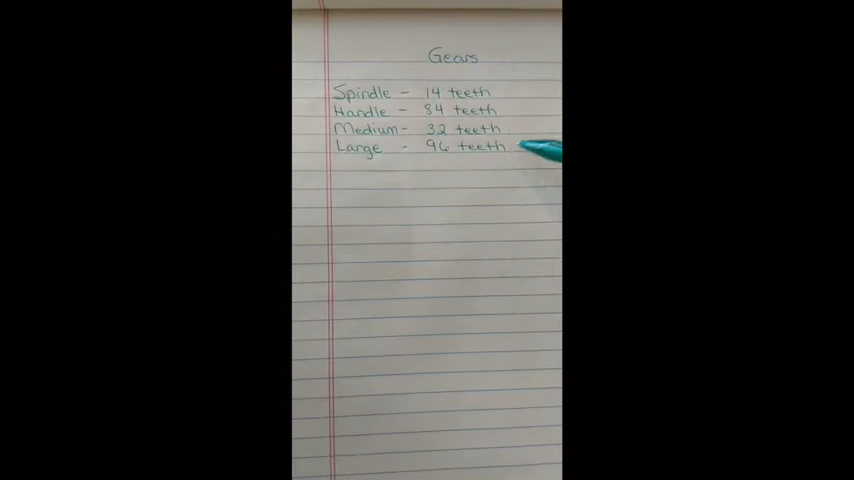 Gears
Spindle - 14 teeth
Handle - 84 teeth
Medium - 32 teeth
Large - 96 teeth